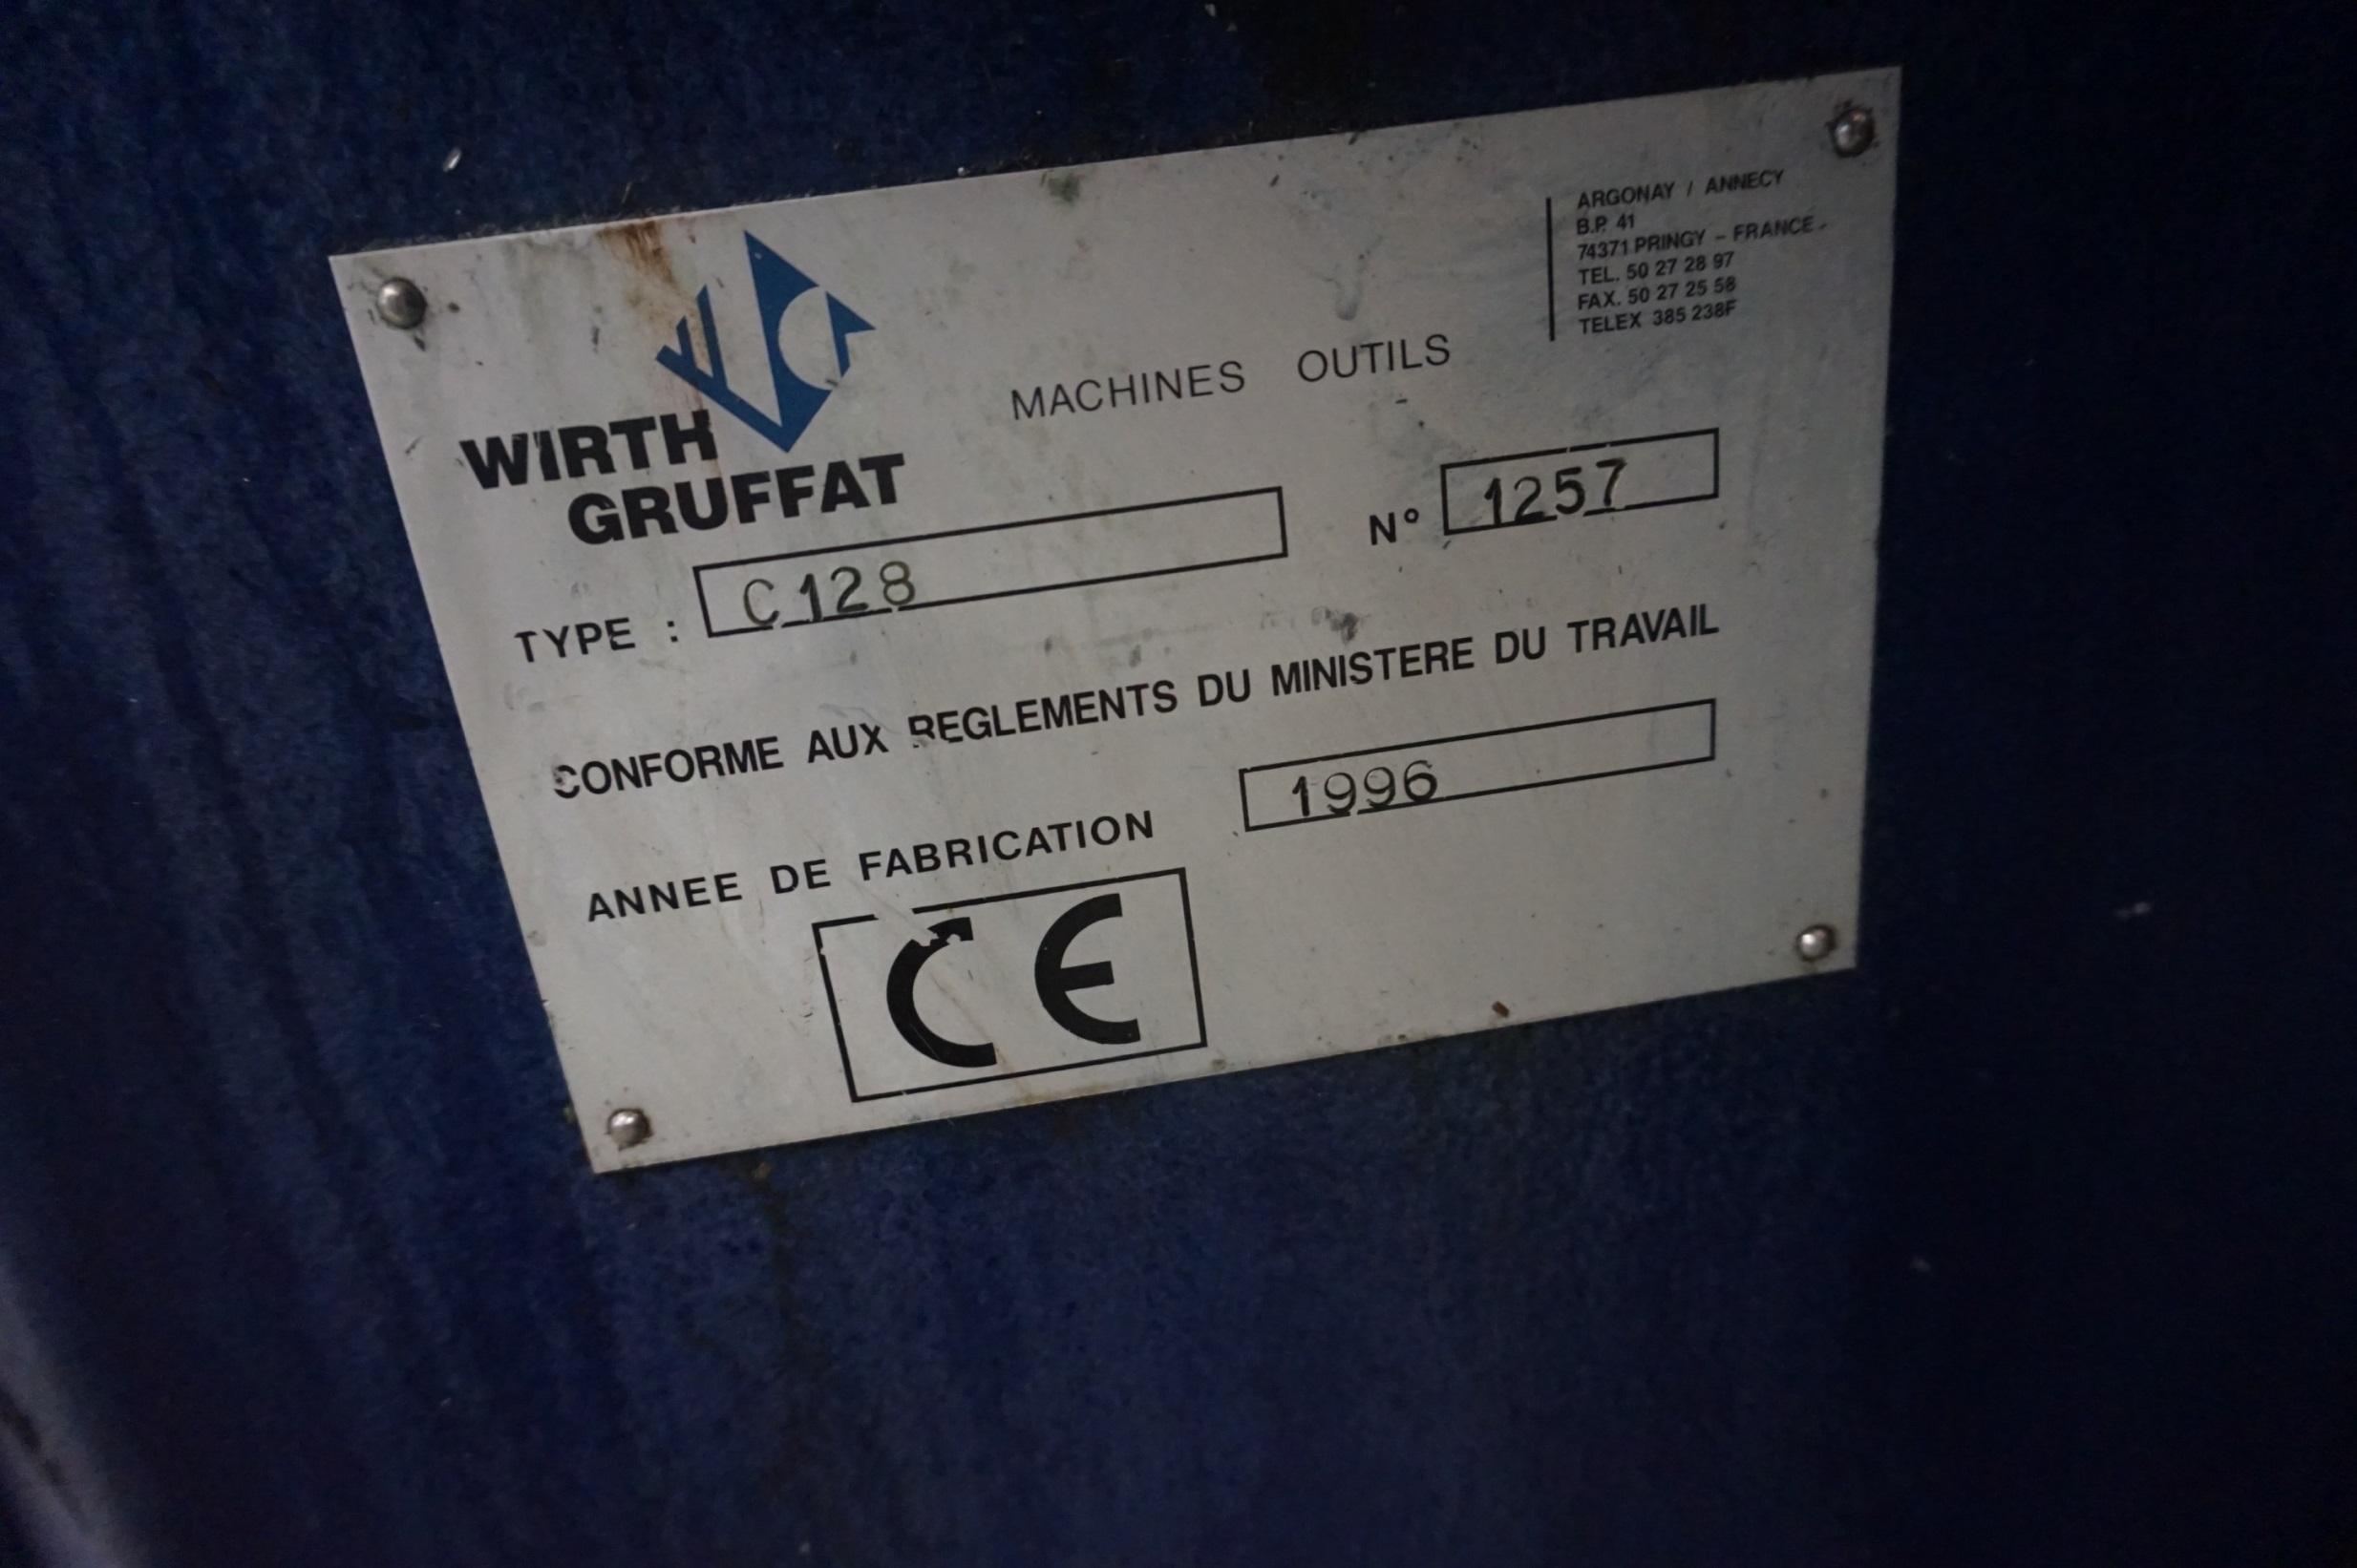 WIRTH
GRUFFAT
MACHINES OUTILS
ARGONAY / ANNECY
B.P. 41
74371 PRINGY - FRANCE -
TEL. 50 27 28 97
FAX. 50 27 25 58
TELEX 385 238F
TYPE : C128
N° 1257
CONFORME AUX REGLEMENTS DU MINISTERE DU TRAVAIL
ANNEE DE FABRICATION 1996
CE